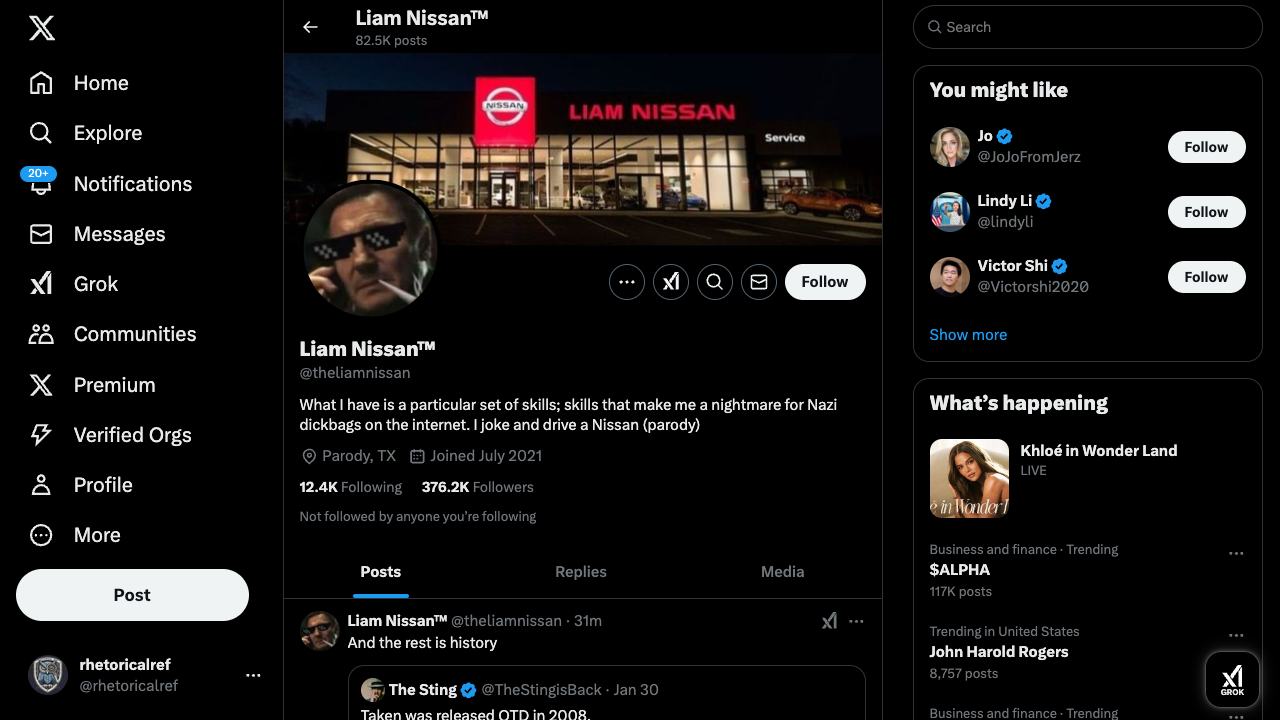 Home
Explore
20+
Notifications
Messages
Grok
Communities
Premium
Verified Orgs
Profile
More
Post
rhetoricalref
@rhetoricalref
Liam Nissan™
82.5K posts
NISSAN
LIAM NISSAN
Service
Follow
Liam Nissan™
@theliamnissan
What I have is a particular set of skills; skills that make me a nightmare for Nazi
dickbags on the internet. I joke and drive a Nissan (parody)
Parody, TX Joined July 2021
12.4K Following 376.2K Followers
Not followed by anyone you're following
Posts Replies Media
Liam Nissan™ @theliamnissan · 31m
And the rest is history
The Sting @TheStingisBack · Jan 30
Taken was released OTD in 2008.
Search
You might like
Jo
@JoJoFromJerz
Follow
Lindy Li
@lindyli
Follow
Victor Shi
@Victorshi2020
Follow
Show more
What's happening
é in Wonder l
Khloé in Wonder Land
LIVE
Business and finance · Trending
$ALPHA
117K posts
Trending in United States
John Harold Rogers
8,757 posts
Business and finance · Trending
GROK